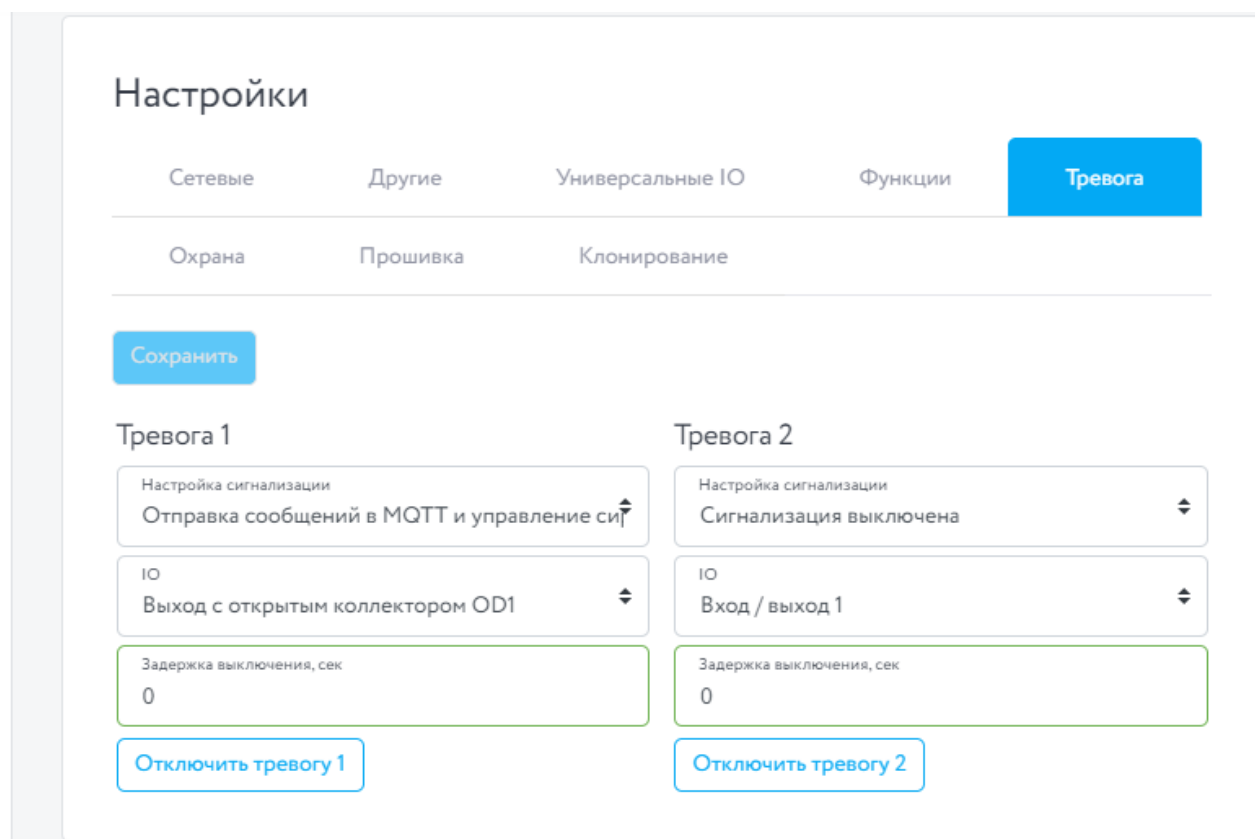 Настройки
Сетевые Другие Универсальные IO Функции Тревога
Охрана Прошивка Клонирование
Сохранить
Тревога 1 Тревога 2
Настройка сигнализации Настройка сигнализации
Отправка сообщений в MQTT и управление Сигнализация выключена
IO IO
Выход с открытым коллектором OD1 Вход / выход 1
Задержка выключения, сек Задержка выключения, сек
0 0
Отключить тревогу 1 Отключить тревогу 2